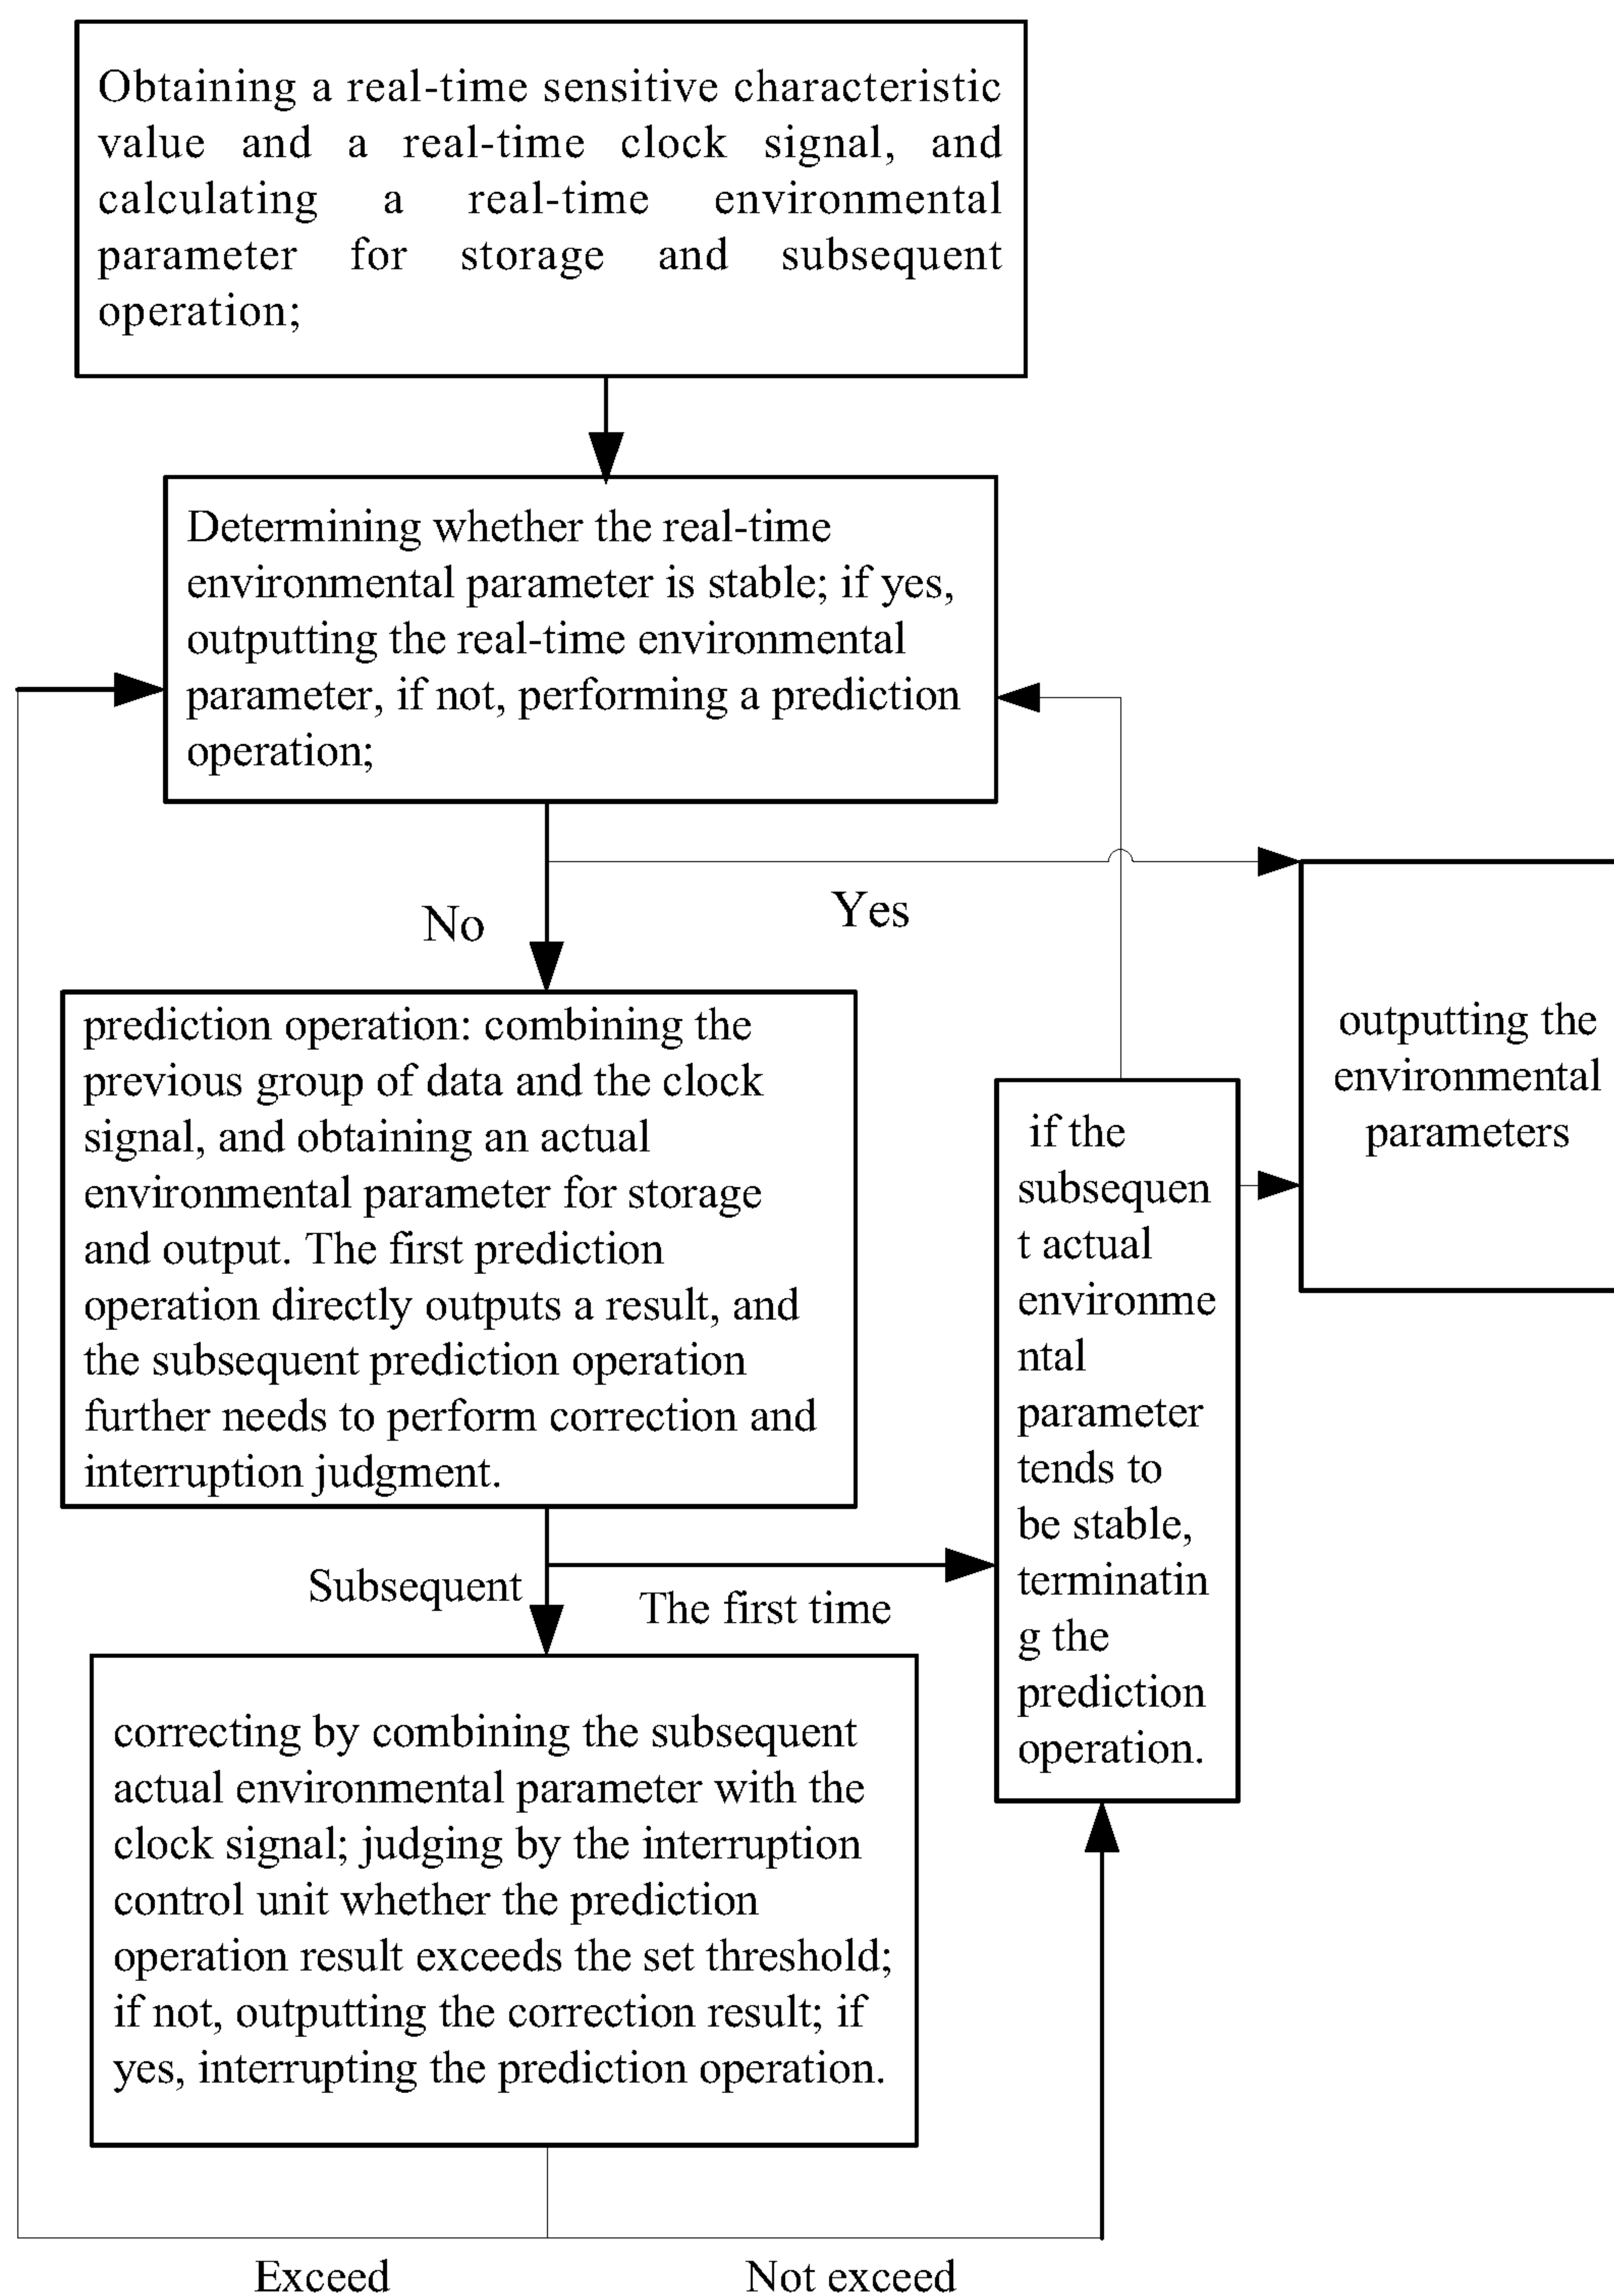 Obtaining a real-time sensitive characteristic
value and a real-time clock signal, and
calculating a real-time environmental
parameter for storage and subsequent
operation;
Determining whether the real-time
environmental parameter is stable; if yes,
outputting the real-time environmental
parameter, if not, performing a prediction
operation;
No
Yes
prediction operation: combining the
previous group of data and the clock
signal, and obtaining an actual
environmental parameter for storage
and output. The first prediction
operation directly outputs a result, and
the subsequent prediction operation
further needs to perform correction and
interruption judgment.
outputting the
environmental
parameters
if the
subsequen
t actual
environme
ntal
parameter
tends to
be stable,
terminatin
g the
prediction
operation.
Subsequent
The first time
correcting by combining the subsequent
actual environmental parameter with the
clock signal; judging by the interruption
control unit whether the prediction
operation result exceeds the set threshold;
if not, outputting the correction result; if
yes, interrupting the prediction operation.
Exceed
Not exceed